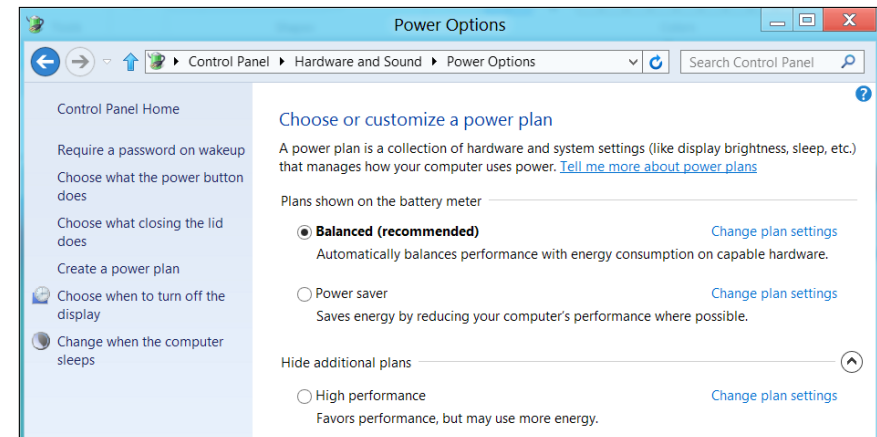 Power Options
Control Panel Hardware and Sound Power Options
Search Control Panel
Control Panel Home
Require a password on wakeup
Choose what the power button
does
Choose what closing the lid
does
Create a power plan
Choose when to turn off the
display
Change when the computer
sleeps
Choose or customize a power plan
A power plan is a collection of hardware and system settings (like display brightness, sleep, etc.)
that manages how your computer uses power. Tell me more about power plans
Plans shown on the battery meter
Balanced (recommended) Change plan settings
Automatically balances performance with energy consumption on capable hardware.
Power saver Change plan settings
Saves energy by reducing your computer's performance where possible.
Hide additional plans
High performance Change plan settings
Favors performance, but may use more energy.